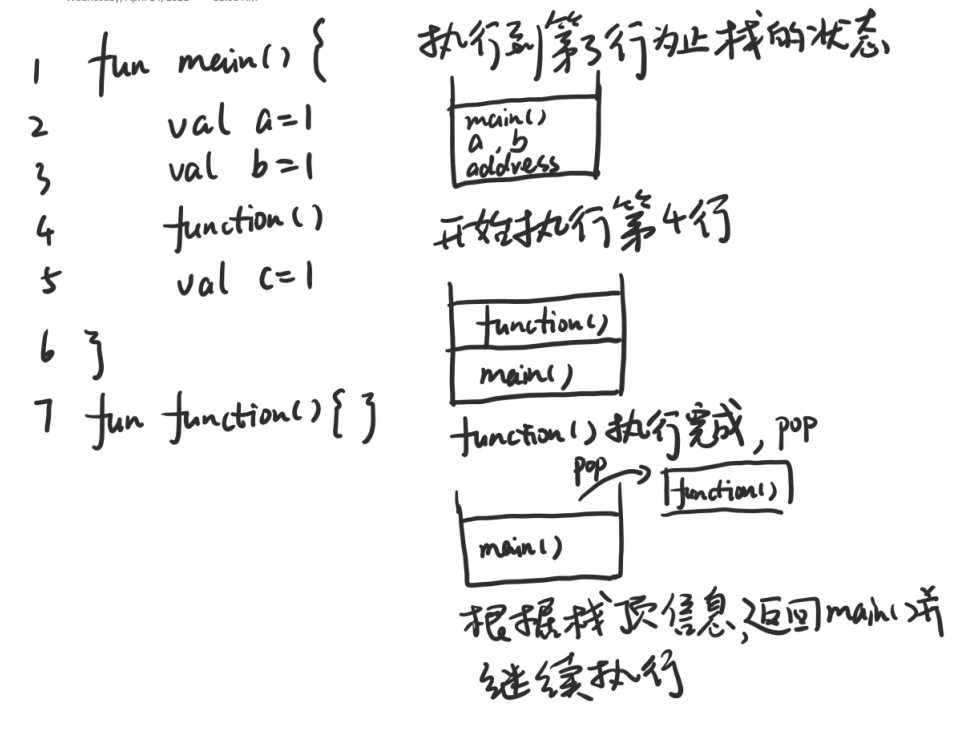 1 fun main() {
2 val a=1
3 val b=1
4 function()
5 val c=1
6 }
7 fun function() { }
执行到第3行为止栈的状态
main()
a, b
address
开始执行第4行
function()
main()
function()执行完成, pop
pop
function()
main()
根据栈顶信息,返回main()并
继续执行